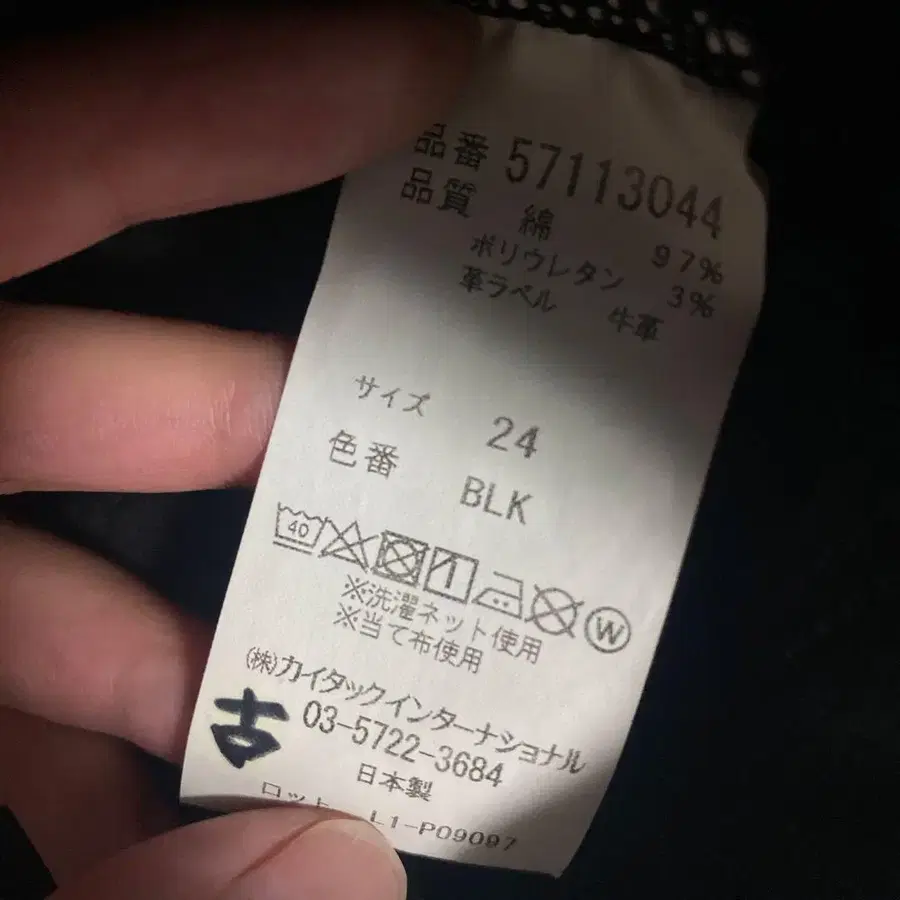 品番 57113044
品質 綿 97%
ポリウレタン 3%
革ラベル 牛革
サイズ 24
色番 BLK
40 W
※洗濯ネット使用
※当て布使用
(株)カイタックインターナショナル
古 03-5722-3684
日本製
ロット L1-P09097